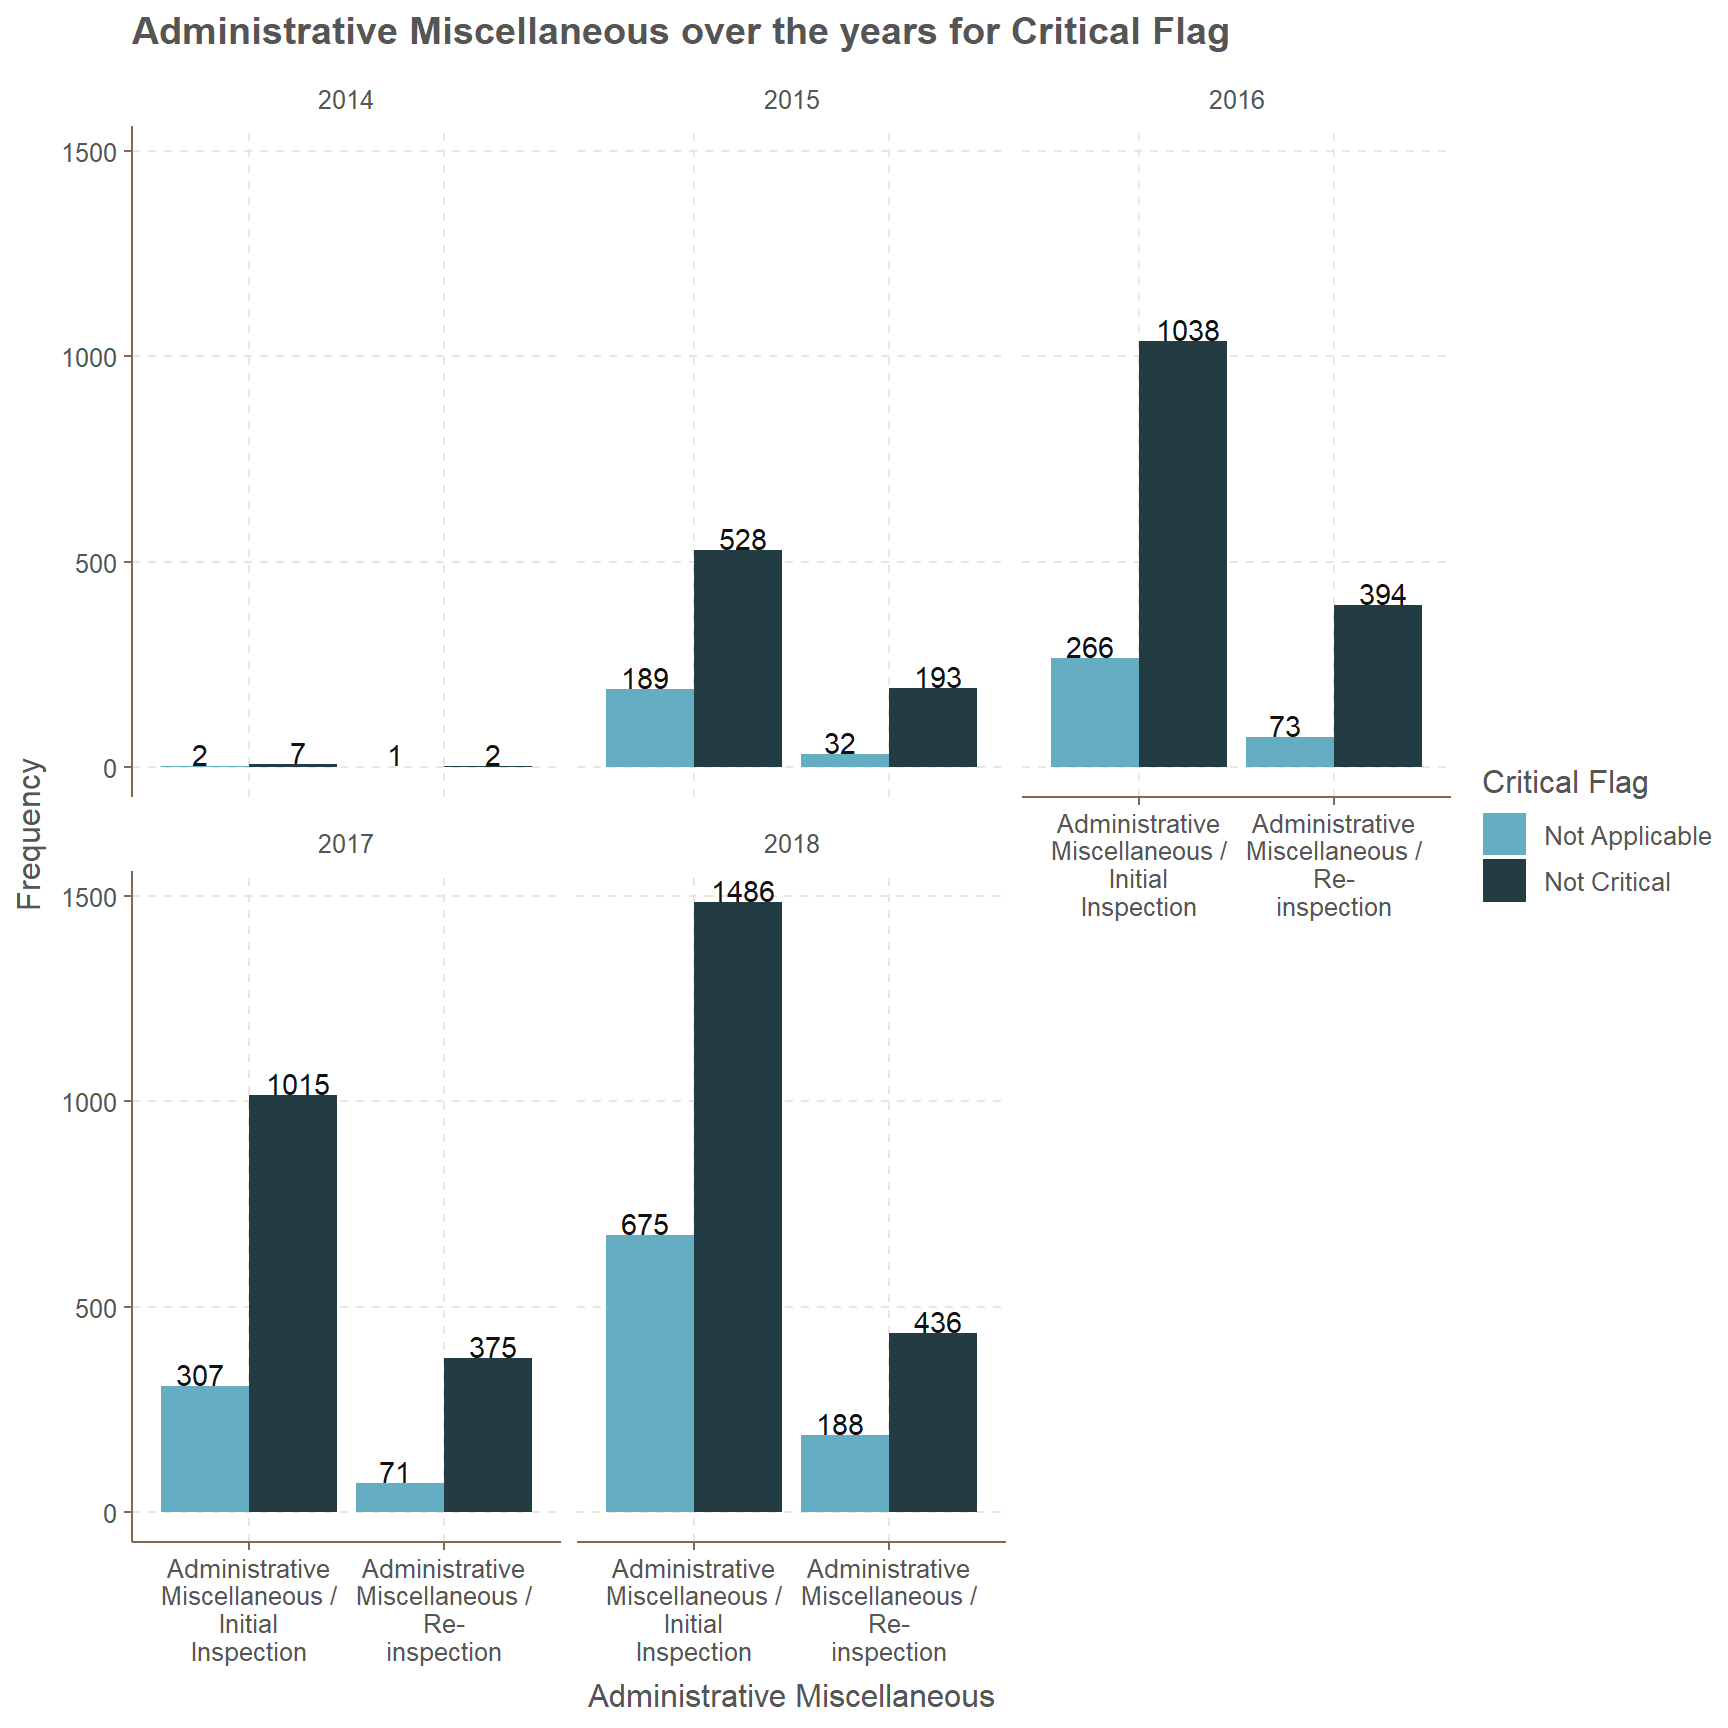 Administrative Miscellaneous over the years for Critical Flag
2014
2015
2016
1500
1000
500
0
2
7
1
2
189
528
32
193
266
1038
73
394
Administrative
Miscellaneous /
Initial
Inspection
Administrative
Miscellaneous /
Re-
inspection
Frequency
Critical Flag
Not Applicable
Not Critical
2017
2018
1500
1000
500
0
307
1015
71
375
675
1486
188
436
Administrative
Miscellaneous /
Initial
Inspection
Administrative
Miscellaneous /
Re-
inspection
Administrative
Miscellaneous /
Initial
Inspection
Administrative
Miscellaneous /
Re-
inspection
Administrative Miscellaneous